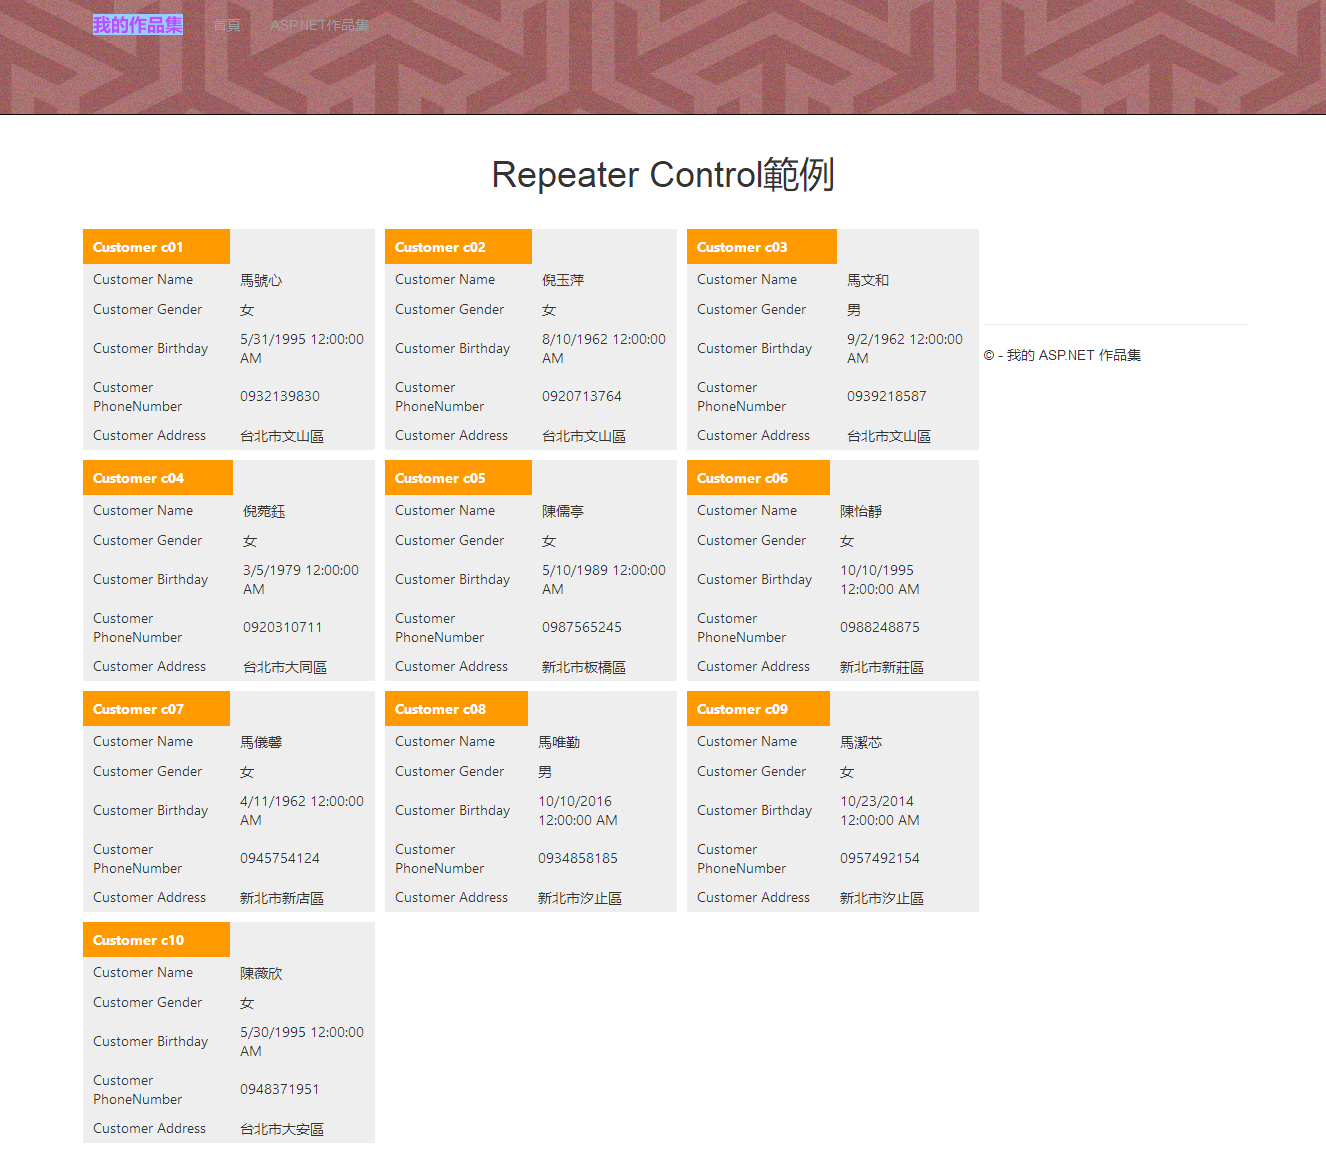 我的作品集 首頁 ASP.NET作品集
Repeater Control範例
Customer c01
Customer Name 馬號心
Customer Gender 女
Customer Birthday 5/31/1995 12:00:00 AM
Customer PhoneNumber 0932139830
Customer Address 台北市文山區
Customer c02
Customer Name 倪玉萍
Customer Gender 女
Customer Birthday 8/10/1962 12:00:00 AM
Customer PhoneNumber 0920713764
Customer Address 台北市文山區
Customer c03
Customer Name 馬文和
Customer Gender 男
Customer Birthday 9/2/1962 12:00:00 AM
Customer PhoneNumber 0939218587
Customer Address 台北市文山區
© - 我的 ASP.NET 作品集
Customer c04
Customer Name 倪菀鈺
Customer Gender 女
Customer Birthday 3/5/1979 12:00:00 AM
Customer PhoneNumber 0920310711
Customer Address 台北市大同區
Customer c05
Customer Name 陳儒亭
Customer Gender 女
Customer Birthday 5/10/1989 12:00:00 AM
Customer PhoneNumber 0987565245
Customer Address 新北市板橋區
Customer c06
Customer Name 陳怡靜
Customer Gender 女
Customer Birthday 10/10/1995 12:00:00 AM
Customer PhoneNumber 0988248875
Customer Address 新北市新莊區
Customer c07
Customer Name 馬儀馨
Customer Gender 女
Customer Birthday 4/11/1962 12:00:00 AM
Customer PhoneNumber 0945754124
Customer Address 新北市新店區
Customer c08
Customer Name 馬唯勤
Customer Gender 男
Customer Birthday 10/10/2016 12:00:00 AM
Customer PhoneNumber 0934858185
Customer Address 新北市汐止區
Customer c09
Customer Name 馬潔芯
Customer Gender 女
Customer Birthday 10/23/2014 12:00:00 AM
Customer PhoneNumber 0957492154
Customer Address 新北市汐止區
Customer c10
Customer Name 陳薇欣
Customer Gender 女
Customer Birthday 5/30/1995 12:00:00 AM
Customer PhoneNumber 0948371951
Customer Address 台北市大安區